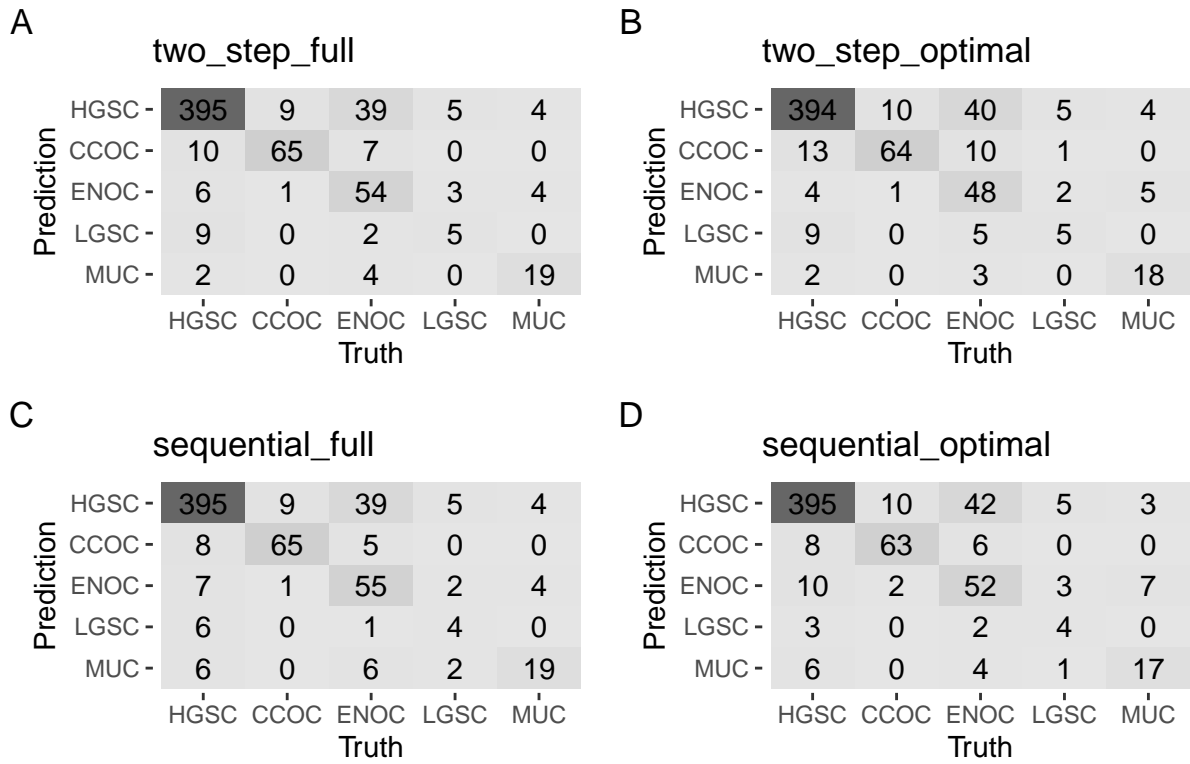 A
two_step_full
Prediction
HGSC 395 9 39 5 4
CCOC 10 65 7 0 0
ENOC 6 1 54 3 4
LGSC 9 0 2 5 0
MUC 2 0 4 0 19
HGSC CCOC ENOC LGSC MUC
Truth
B
two_step_optimal
Prediction
HGSC 394 10 40 5 4
CCOC 13 64 10 1 0
ENOC 4 1 48 2 5
LGSC 9 0 5 5 0
MUC 2 0 3 0 18
HGSC CCOC ENOC LGSC MUC
Truth
C
sequential_full
Prediction
HGSC 395 9 39 5 4
CCOC 8 65 5 0 0
ENOC 7 1 55 2 4
LGSC 6 0 1 4 0
MUC 6 0 6 2 19
HGSC CCOC ENOC LGSC MUC
Truth
D
sequential_optimal
Prediction
HGSC 395 10 42 5 3
CCOC 8 63 6 0 0
ENOC 10 2 52 3 7
LGSC 3 0 2 4 0
MUC 6 0 4 1 17
HGSC CCOC ENOC LGSC MUC
Truth